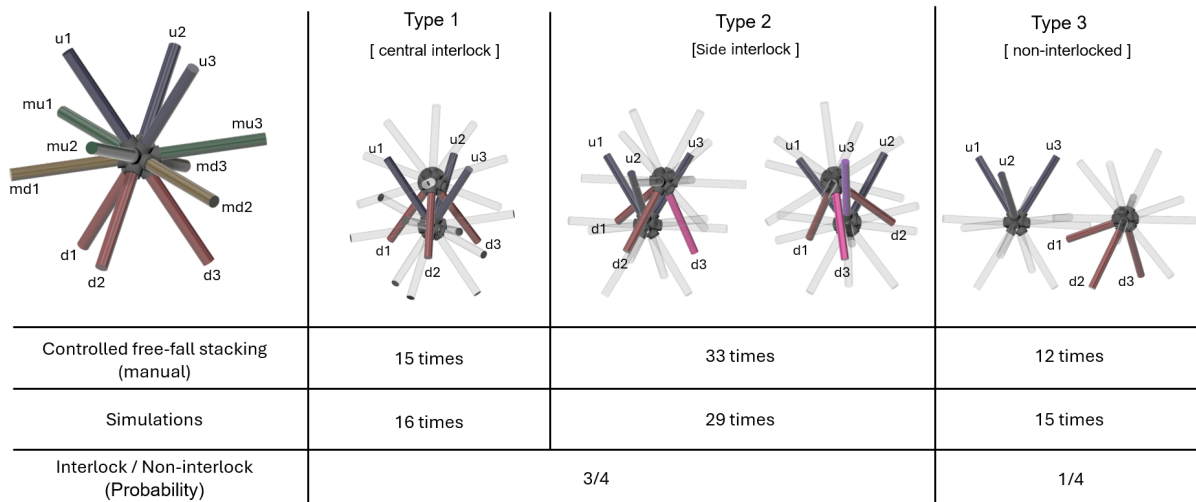 u1
u2
u3
mu1
mu2
mu3
md1
md3
md2
d1
d2
d3
Type 1
[ central interlock ]
u1
u2
u3
d1
d2
d3
Type 2
[Side interlock ]
u1
u2
u3
d1
d2
d3
u1
u3
u2
d1
d2
d3
Type 3
[ non-interlocked ]
u1
u2
u3
d1
d2
d3
Controlled free-fall stacking
(manual)
15 times
33 times
12 times
Simulations
16 times
29 times
15 times
Interlock / Non-interlock
(Probability)
3/4
1/4